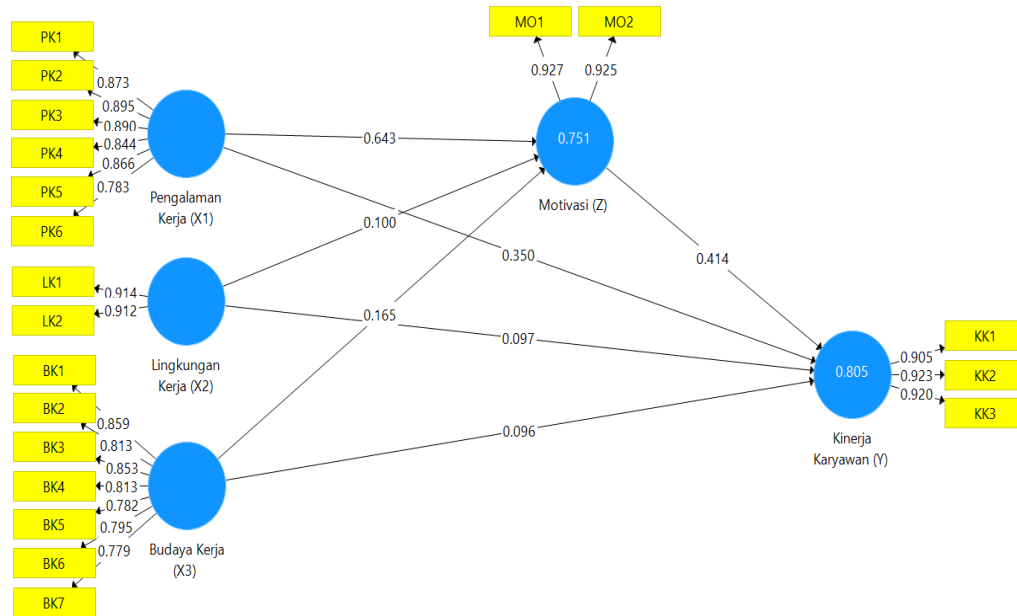 MO1
MO2
0.927
0.925
0.751
Motivasi (Z)
PK1
PK2
PK3
PK4
PK5
PK6
0.873
0.895
0.890
0.844
0.866
0.783
Pengalaman
Kerja (X1)
0.643
0.100
0.350
0.414
LK1
LK2
0.914
0.912
Lingkungan
Kerja (X2)
0.165
0.097
BK1
BK2
BK3
BK4
BK5
BK6
BK7
0.859
0.813
0.853
0.813
0.782
0.795
0.779
Budaya Kerja
(X3)
0.096
0.805
Kinerja
Karyawan (Y)
0.905
0.923
0.920
KK1
KK2
KK3